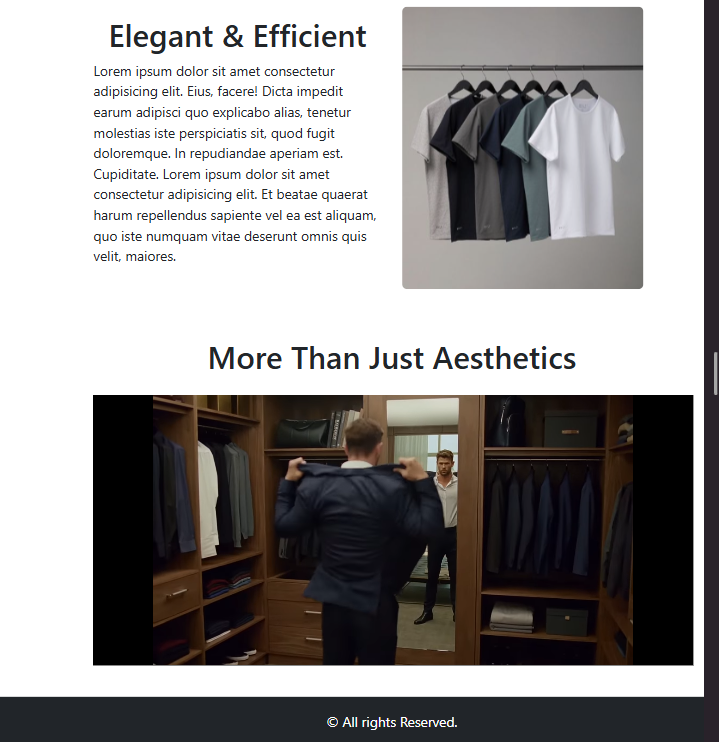 Elegant & Efficient
Lorem ipsum dolor sit amet consectetur
adipisicing elit. Eius, facere! Dicta impedit
earum adipisci quo explicabo alias, tenetur
molestias iste perspiciatis sit, quod fugit
doloremque. In repudiandae aperiam est.
Cupiditate. Lorem ipsum dolor sit amet
consectetur adipisicing elit. Et beatae quaerat
harum repellendus sapiente vel ea est aliquam,
quo iste numquam vitae deserunt omnis quis
velit, maiores.
More Than Just Aesthetics
© All rights Reserved.